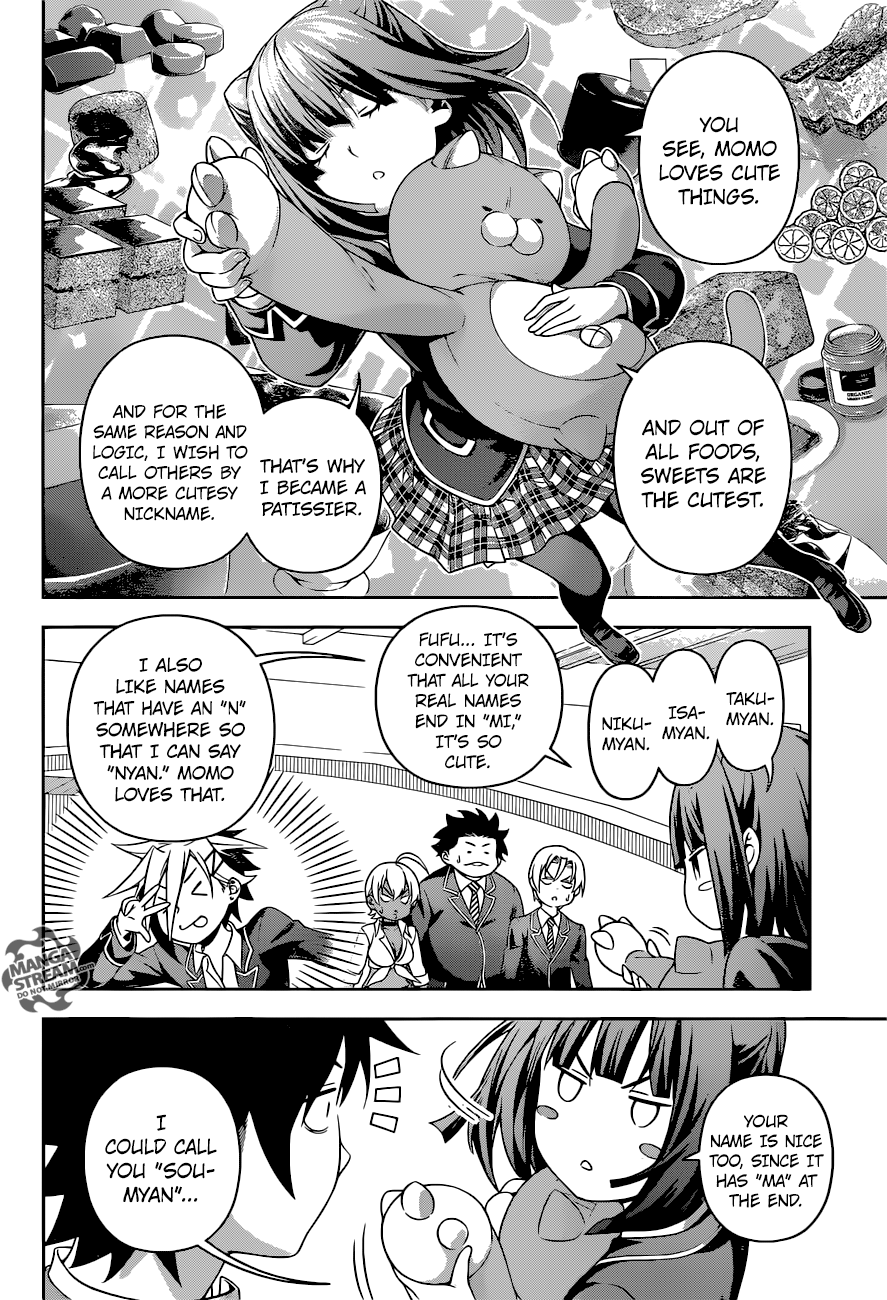 YOU
SEE, MOMO
LOVES CUTE
THINGS.
AND OUT OF
ALL FOODS,
SWEETS ARE
THE CUTEST.
ORGANIC
THAT'S WHY
I BECAME A
PATISSIER.
AND FOR THE
SAME REASON AND
LOGIC, I WISH TO
CALL OTHERS BY
A MORE CUTESY
NICKNAME.
TAKU-
MYAN.
ISA-
MYAN.
NIKU-
MYAN.
FUFU... IT'S
CONVENIENT
THAT ALL YOUR
REAL NAMES
END IN "MI,"
IT'S SO
CUTE.
I ALSO
LIKE NAMES
THAT HAVE AN "N"
SOMEWHERE SO
THAT I CAN SAY
"NYAN." MOMO
LOVES THAT.
MANGA
STREAM.com
DO NOT MIRROR!
YOUR
NAME IS NICE
TOO, SINCE IT
HAS "MA" AT
THE END.
I
COULD CALL
YOU "SOU-
MYAN"...